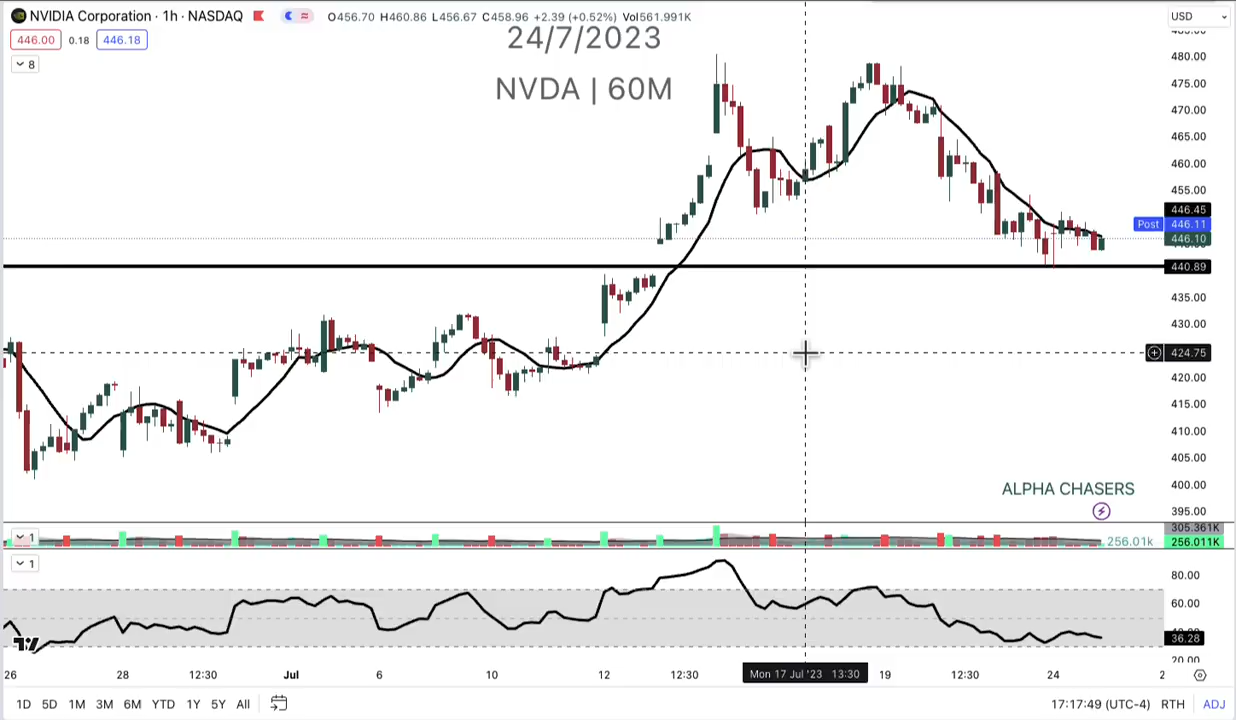 NVIDIA Corporation · 1h · NASDAQ O456.70 H460.86 L456.67 C458.96 +2.39 (+0.52%) Vol561.991K
USD
446.00 0.18 446.18
8
24/7/2023
NVDA | 60M
480.00
475.00
470.00
465.00
460.00
455.00
446.45
Post 446.11
446.10
440.89
435.00
430.00
424.75
420.00
415.00
410.00
405.00
400.00
395.00
ALPHA CHASERS
305.361K
1
256.01k 256.011K
1
80.00
60.00
36.28
20.00
26 28 12:30 Jul 6 10 12 12:30 Mon 17 Jul '23 13:30 19 12:30 24 2
1D 5D 1M 3M 6M YTD 1Y 5Y All 17:17:49 (UTC-4) RTH ADJ